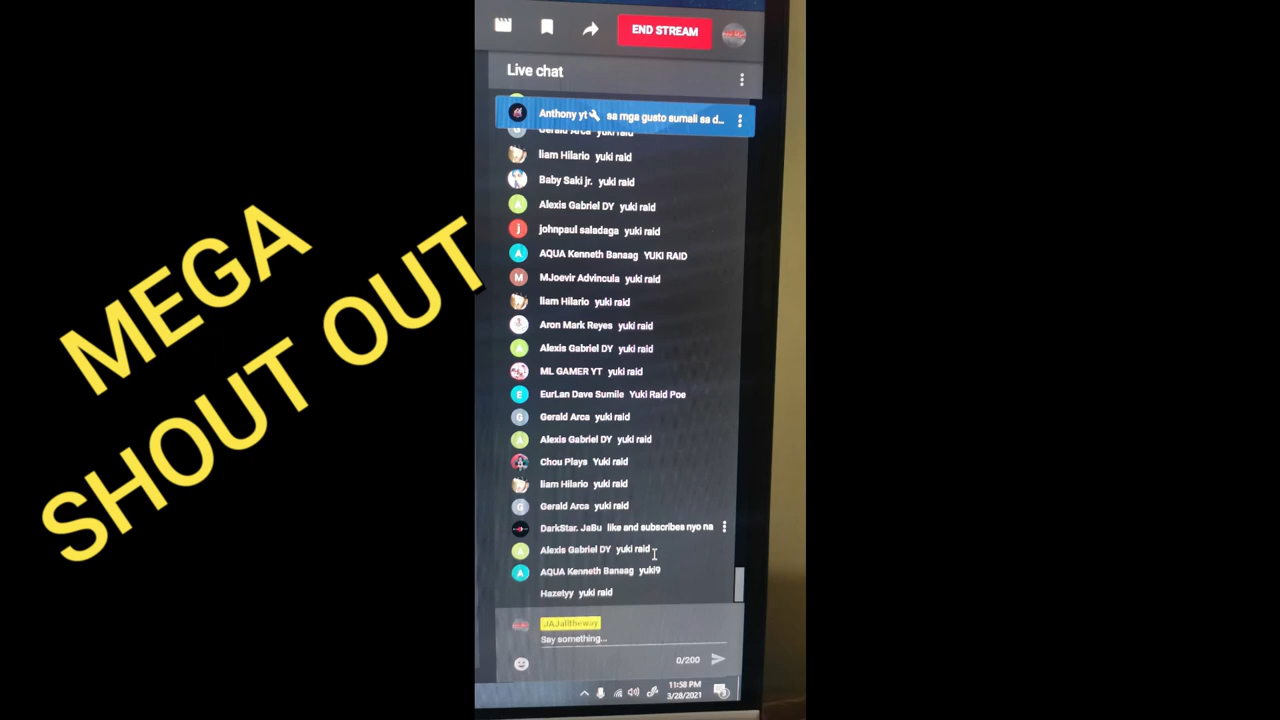 MEGA
SHOUT OUT
END STREAM
Live chat
Anthony yt sa mga gusto sumali sa d...
Gerald Arca yuki raid
liam Hilario yuki raid
Baby Saki jr. yuki raid
A Alexis Gabriel DY yuki raid
j johnpaul saladaga yuki raid
A AQUA Kenneth Banaag YUKI RAID
M MJoevir Advincula yuki raid
liam Hilario yuki raid
Aron Mark Reyes yuki raid
A Alexis Gabriel DY yuki raid
ML GAMER YT yuki raid
E EurLan Dave Sumile Yuki Raid Poe
G Gerald Arca yuki raid
A Alexis Gabriel DY yuki raid
Chou Plays Yuki raid
liam Hilario yuki raid
G Gerald Arca yuki raid
DarkStar. JaBu like and subscribes nyo na
A Alexis Gabriel DY yuki raid
A AQUA Kenneth Banaag yuki9
Hazetyy yuki raid
JAJalltheway
Say something...
0/200
11:58 PM
3/28/2021
3